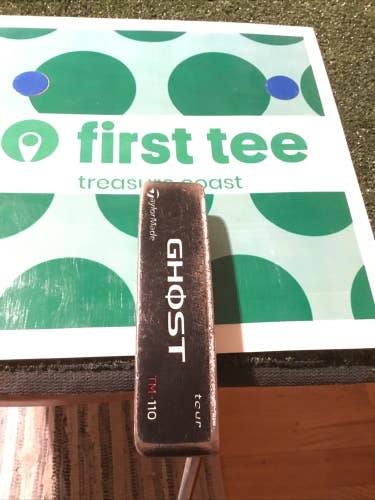 first tee
treasure coast
TaylorMade
GHOST
TM-110
tour